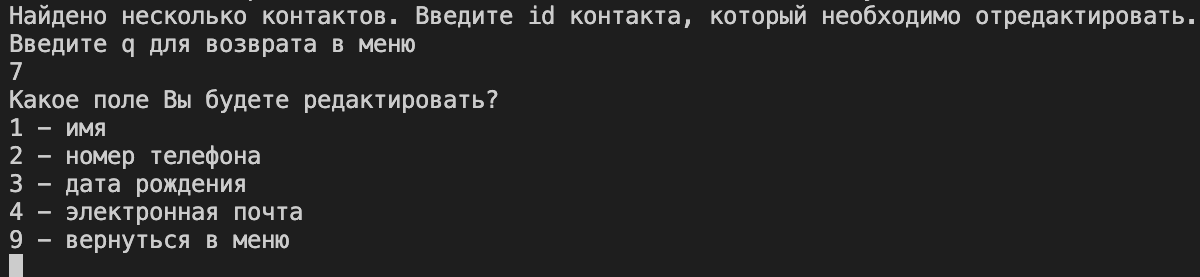 Найдено несколько контактов. Введите id контакта, который необходимо отредактировать.
Введите q для возврата в меню
7
Какое поле Вы будете редактировать?
1 – имя
2 – номер телефона
3 – дата рождения
4 – электронная почта
9 – вернуться в меню